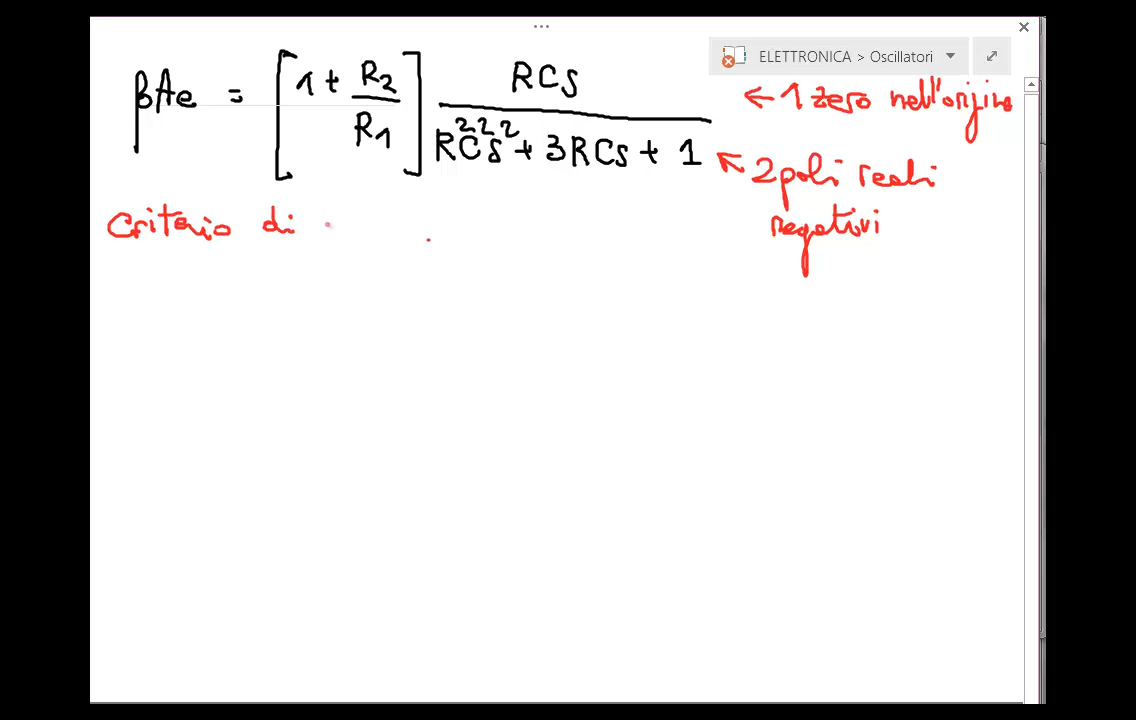 ELETTRONICA > Oscillatori
βAe = [1 + R2/R1] RCs / (R²C²s² + 3RCs + 1)
← 1 zero nell'origine
↖ 2 poli reali
negativi
Criterio di